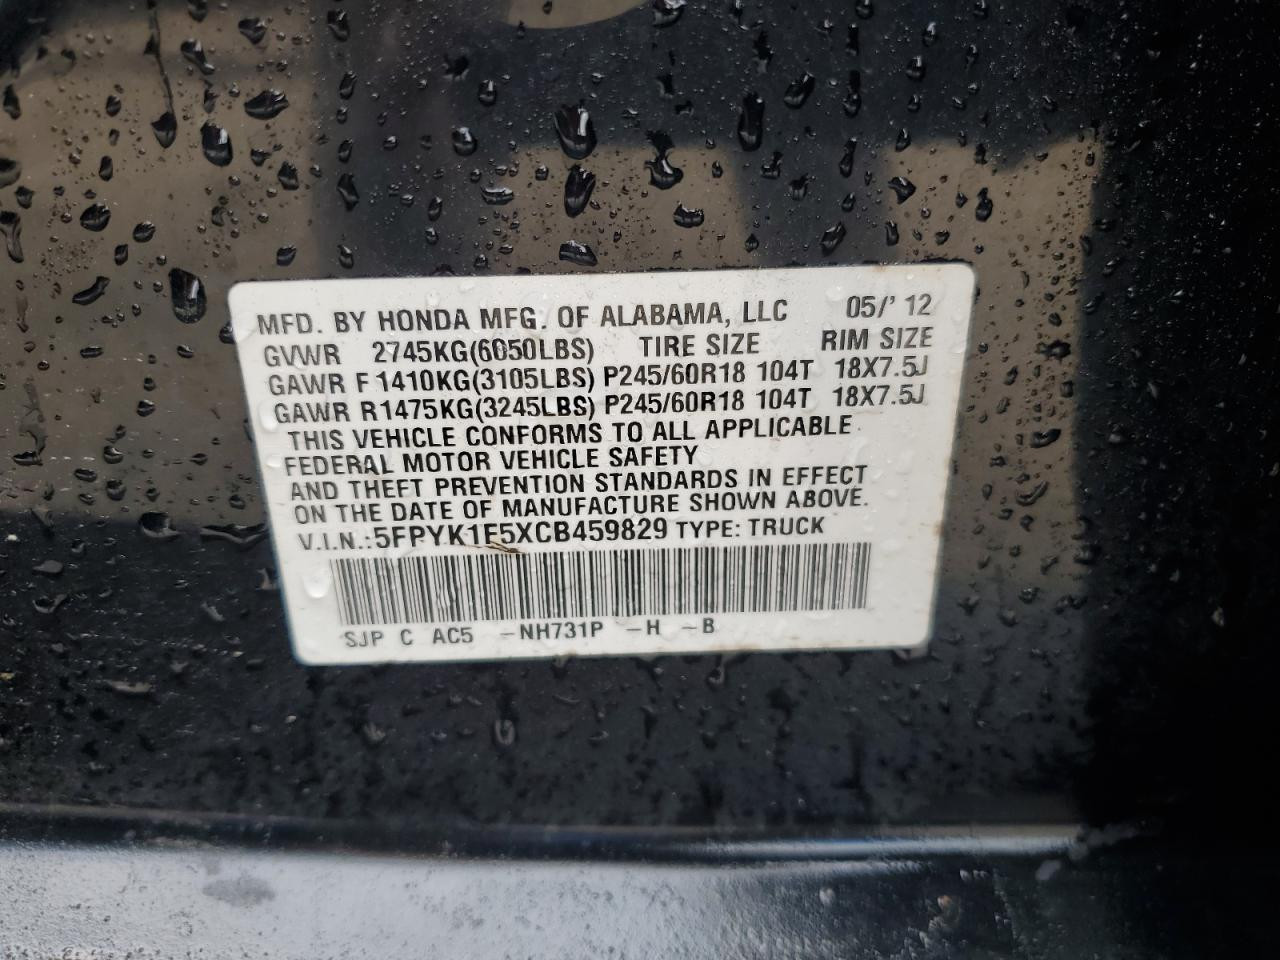 MFD. BY HONDA MFG. OF ALABAMA, LLC 05/'12
GVWR 2745KG(6050LBS) TIRE SIZE RIM SIZE
GAWR F 1410KG(3105LBS) P245/60R18 104T 18X7.5J
GAWR R1475KG(3245LBS) P245/60R18 104T 18X7.5J
THIS VEHICLE CONFORMS TO ALL APPLICABLE
FEDERAL MOTOR VEHICLE SAFETY
AND THEFT PREVENTION STANDARDS IN EFFECT
ON THE DATE OF MANUFACTURE SHOWN ABOVE.
V.I.N.:5FPYK1F5XCB459829 TYPE: TRUCK
SJP C AC5 -NH731P -H -B